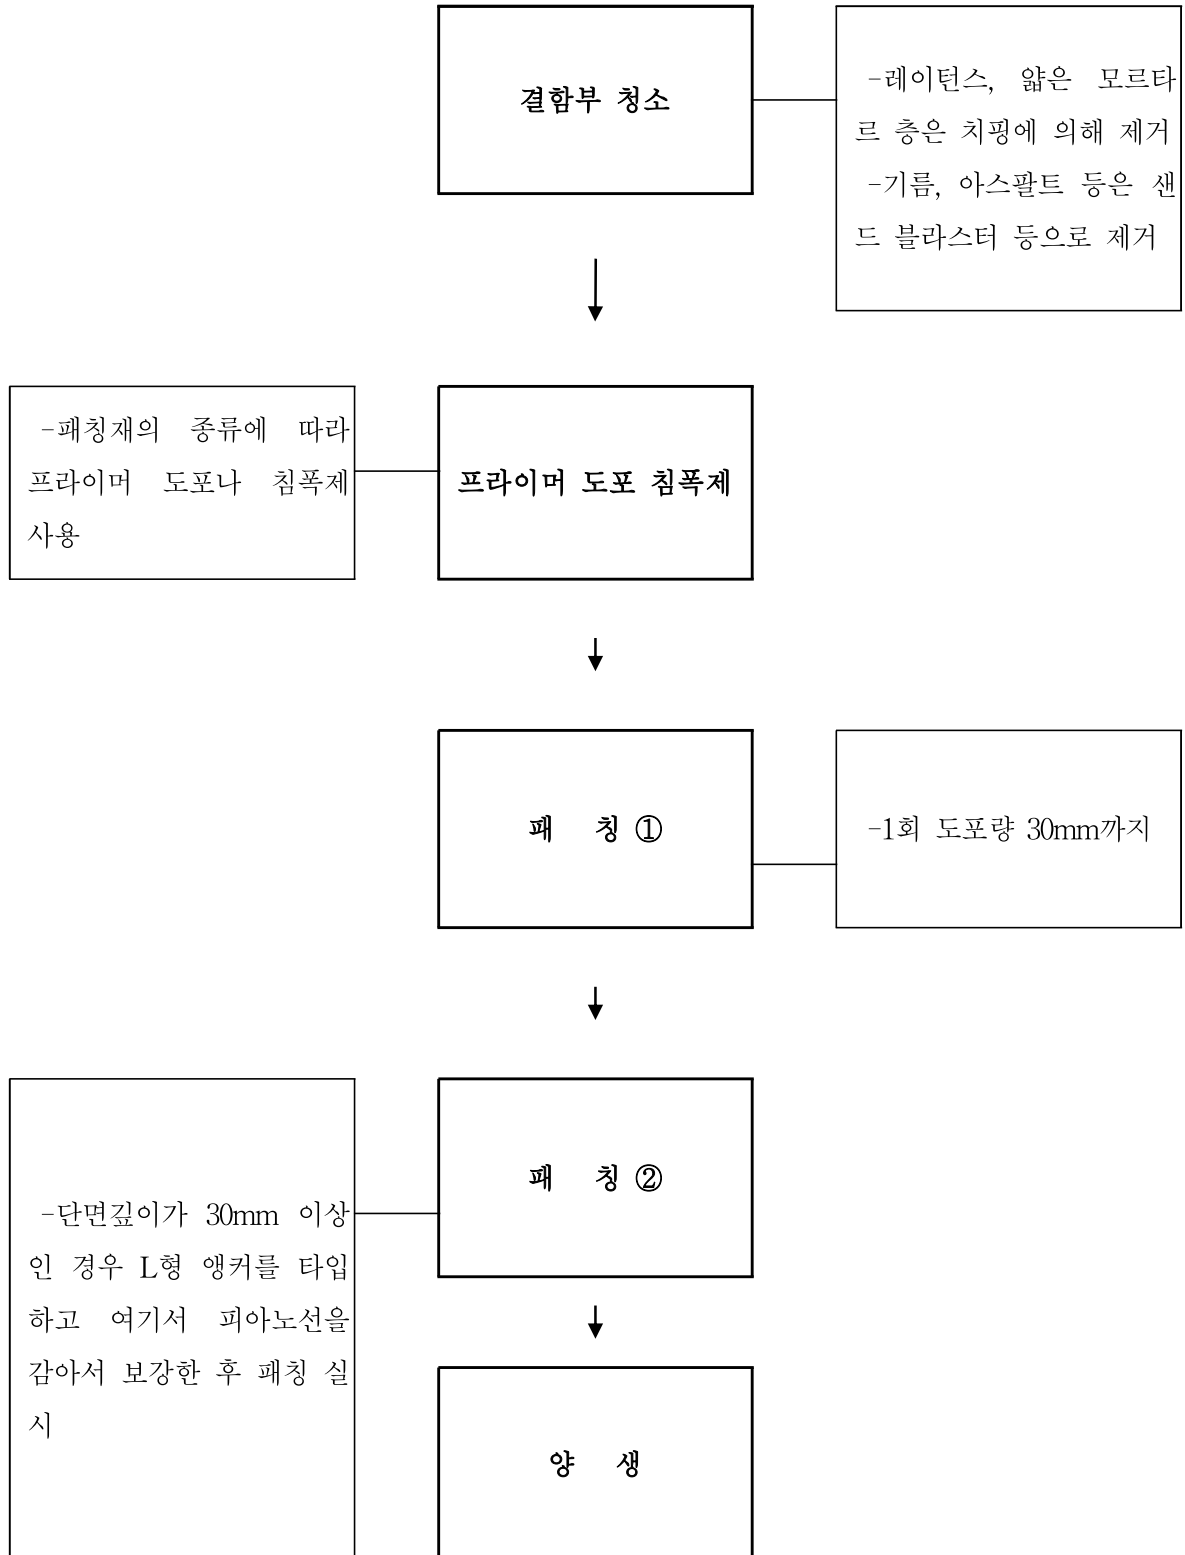 결함부 청소
-레이턴스, 얇은 모르타
르 층은 치핑에 의해 제거
-기름, 아스팔트 등은 샌
드 블라스터 등으로 제거
-패칭재의 종류에 따라
프라이머 도포나 침폭제
사용
프라이머 도포 침폭제
패 칭 ①
-1회 도포량 30mm까지
패 칭 ②
-단면깊이가 30mm 이상
인 경우 L형 앵커를 타입
하고 여기서 피아노선을
감아서 보강한 후 패칭 실
시
양 생